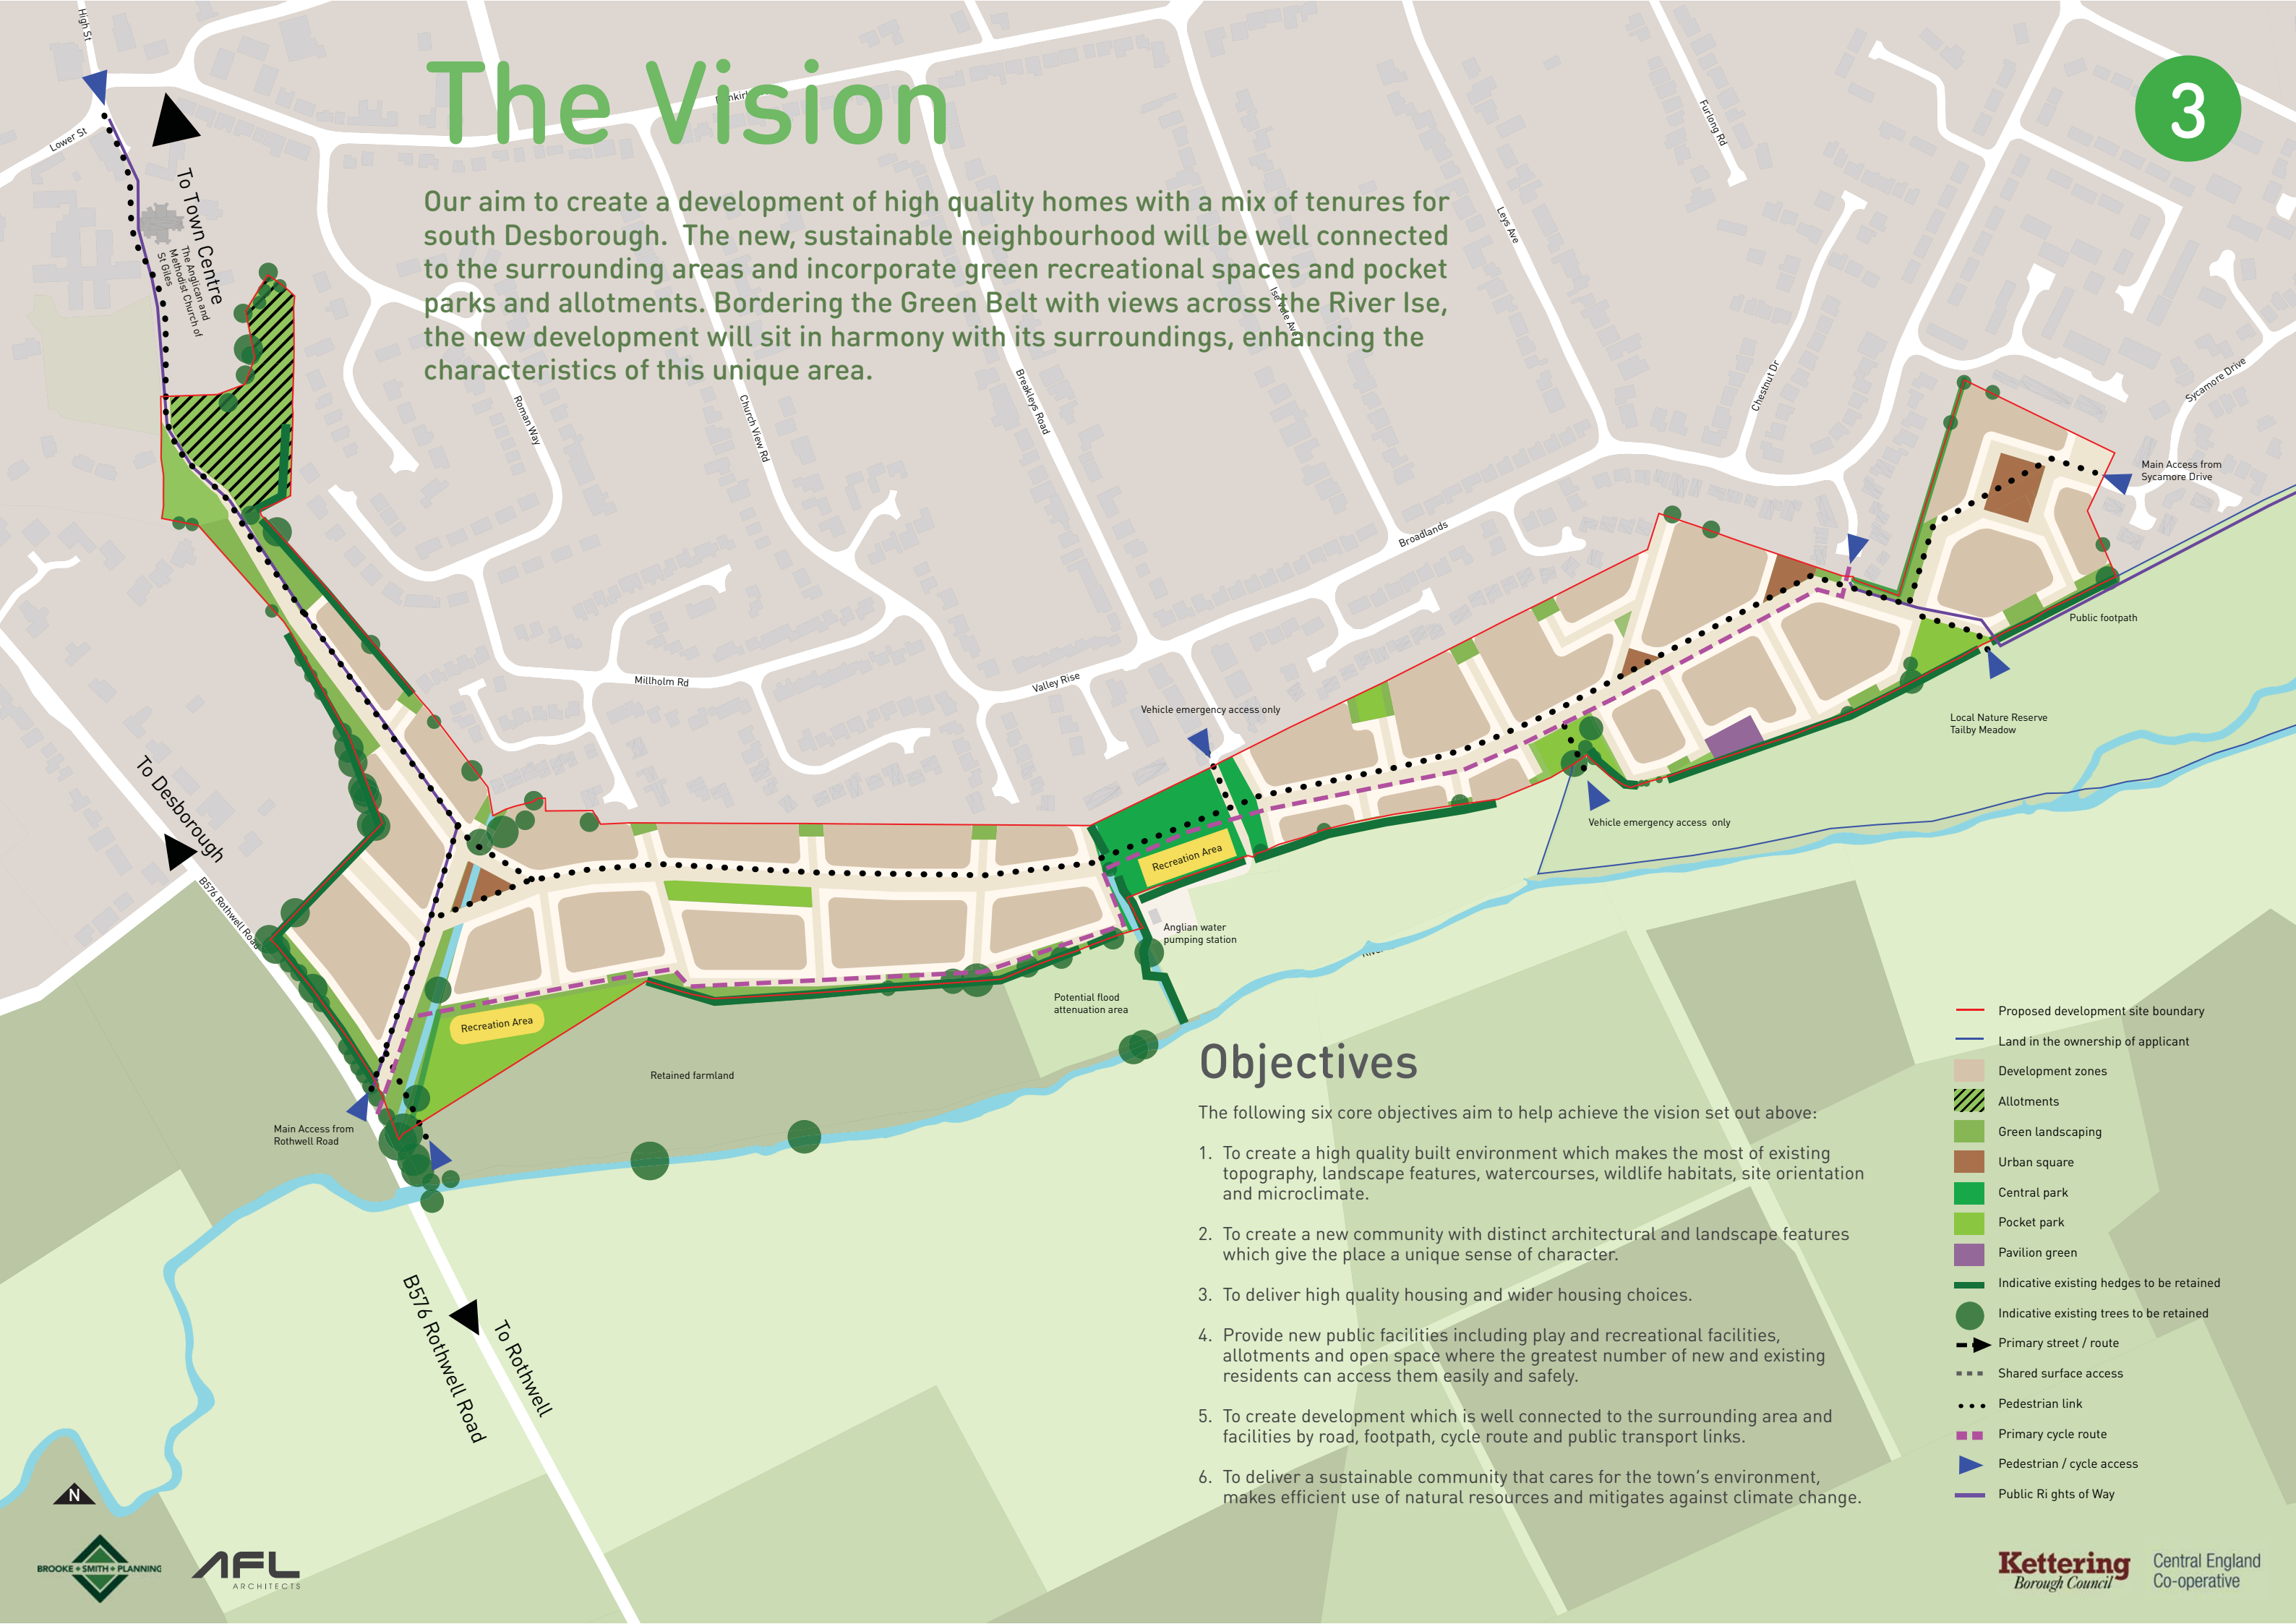 The Vision
3
Our aim to create a development of high quality homes with a mix of tenures for
south Desborough.  The new, sustainable neighbourhood will be well connected
to the surrounding areas and incorporate green recreational spaces and pocket
parks and allotments. Bordering the Green Belt with views across the River Ise,
the new development will sit in harmony with its surroundings, enhancing the
characteristics of this unique area.
High St
Lower St
To Town Centre
The Anglican and
Methodist Church of
St Giles
Roman Way
Church View Rd
Breakleys Road
Ise Vale Ave
Leys Ave
Furlong Rd
Chestnut Dr
Sycamore Drive
Broadlands
Millholm Rd
Valley Rise
Main Access from
Sycamore Drive
Public footpath
Vehicle emergency access only
Local Nature Reserve
Tailby Meadow
Vehicle emergency access  only
To Desborough
B576 Rothwell Road
Recreation Area
Recreation Area
Anglian water
pumping station
Potential flood
attenuation area
Retained farmland
Main Access from
Rothwell Road
B576 Rothwell Road
To Rothwell
Objectives
The following six core objectives aim to help achieve the vision set out above:
1. To create a high quality built environment which makes the most of existing
topography, landscape features, watercourses, wildlife habitats, site orientation
and microclimate.
2. To create a new community with distinct architectural and landscape features
which give the place a unique sense of character.
3. To deliver high quality housing and wider housing choices.
4. Provide new public facilities including play and recreational facilities,
allotments and open space where the greatest number of new and existing
residents can access them easily and safely.
5. To create development which is well connected to the surrounding area and
facilities by road, footpath, cycle route and public transport links.
6. To deliver a sustainable community that cares for the town's environment,
makes efficient use of natural resources and mitigates against climate change.
Proposed development site boundary
Land in the ownership of applicant
Development zones
Allotments
Green landscaping
Urban square
Central park
Pocket park
Pavilion green
Indicative existing hedges to be retained
Indicative existing trees to be retained
Primary street / route
Shared surface access
Pedestrian link
Primary cycle route
Pedestrian / cycle access
Public Ri ghts of Way
N
BROOKE + SMITH + PLANNING
AFL
ARCHITECTS
Kettering
Borough Council
Central England
Co-operative